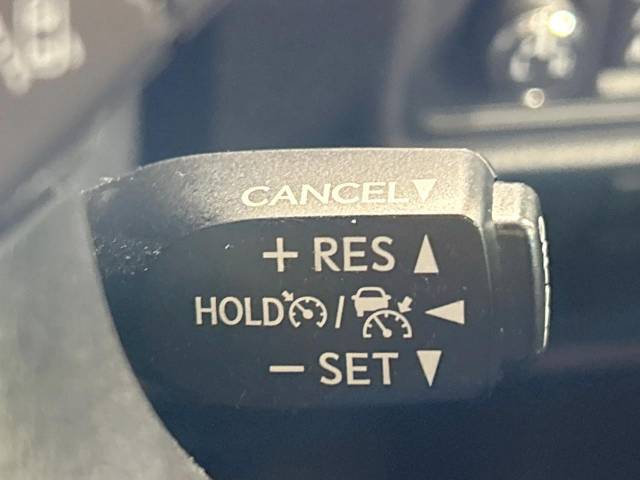 CANCEL▼
+ RES ▲
HOLD / ◀
− SET ▼